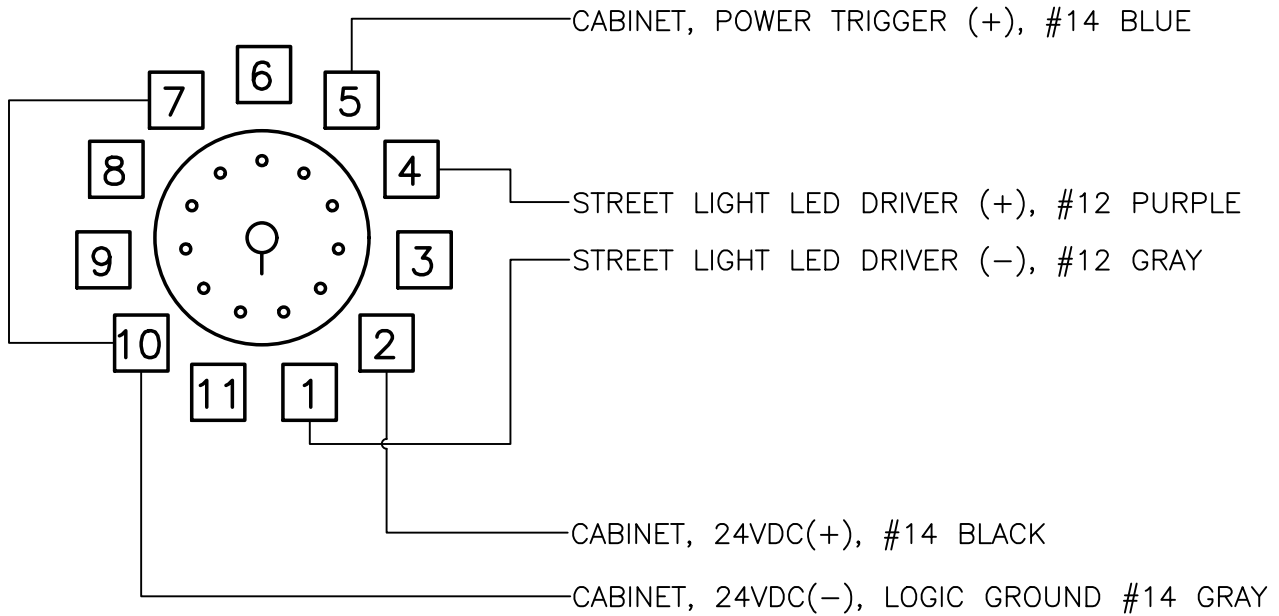 CABINET, POWER TRIGGER (+), #14 BLUE
6
7
5
8
4
STREET LIGHT LED DRIVER (+), #12 PURPLE
9
3
STREET LIGHT LED DRIVER (-), #12 GRAY
10
2
11
1
CABINET, 24VDC(+), #14 BLACK
CABINET, 24VDC(-), LOGIC GROUND #14 GRAY